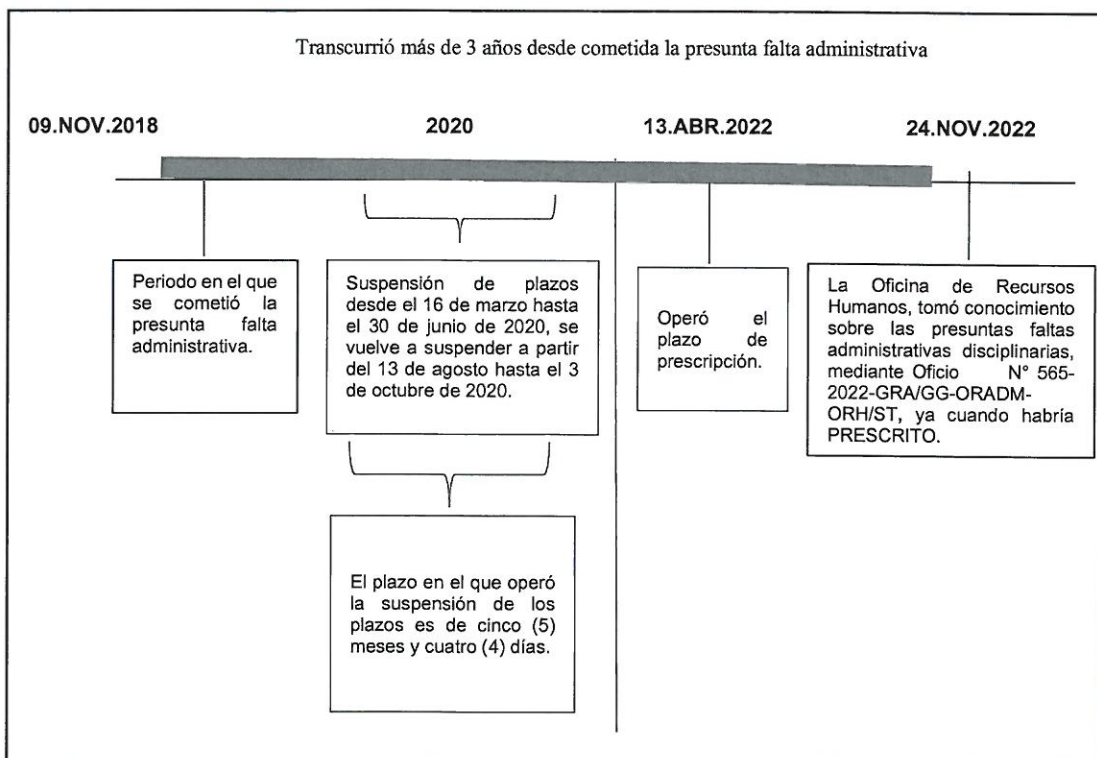 Transcurrió más de 3 años desde cometida la presunta falta administrativa
09.NOV.2018
2020
13.ABR.2022
24.NOV.2022
Periodo en el que
se cometió la
presunta falta
administrativa.
Suspensión de plazos
desde el 16 de marzo hasta
el 30 de junio de 2020, se
vuelve a suspender a partir
del 13 de agosto hasta el 3
de octubre de 2020.
El plazo en el que operó
la suspensión de los
plazos es de cinco (5)
meses y cuatro (4) días.
Operó el
plazo de
prescripción.
La Oficina de Recursos
Humanos, tomó conocimiento
sobre las presuntas faltas
administrativas disciplinarias,
mediante Oficio N° 565-
2022-GRA/GG-ORADM-
ORH/ST, ya cuando habría
PRESCRITO.